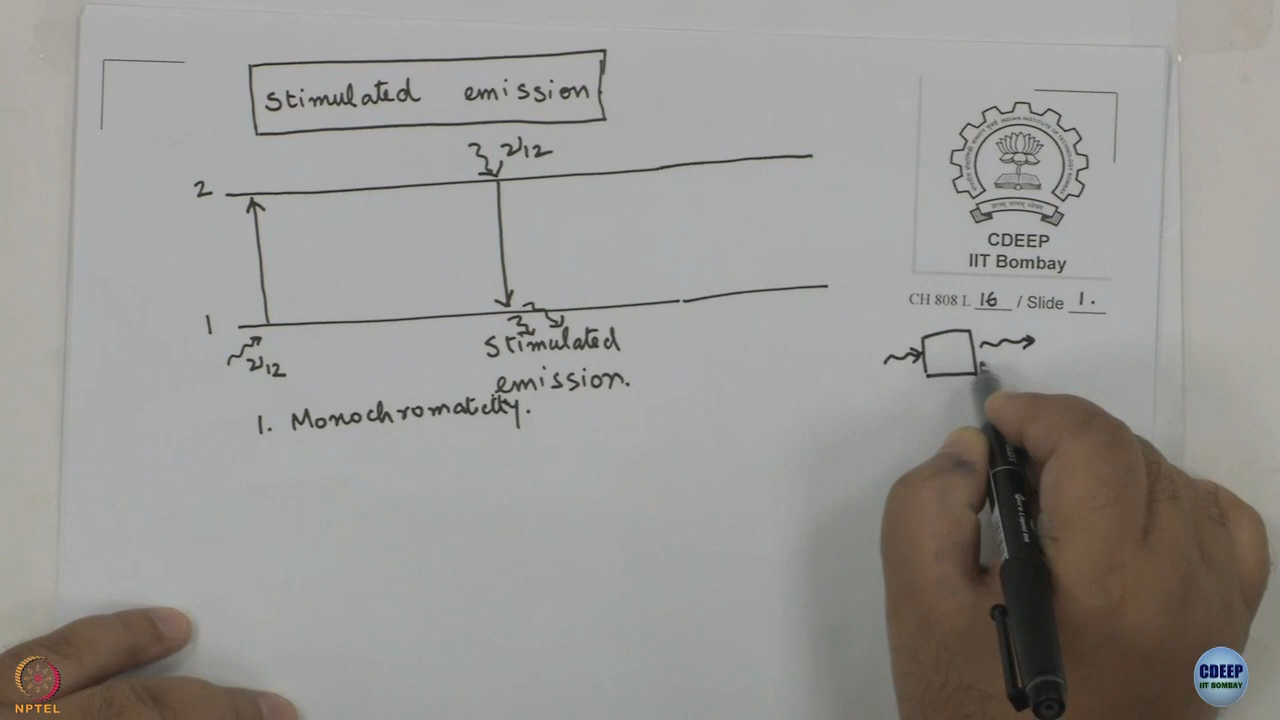 Stimulated emission
ν12
2
1
ν12
Stimulated
emission.
1. Monochromaticity.
CDEEP
IIT Bombay
CH 808 L 16 / Slide 1.
NPTEL
CDEEP
IIT BOMBAY